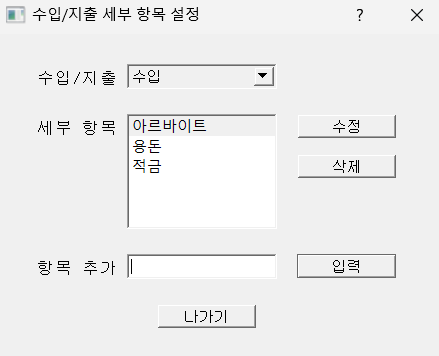 수입/지출 세부 항목 설정
수입/지출 수입
세부 항목 아르바이트 수정
용돈
적금 삭제
항목 추가 입력
나가기